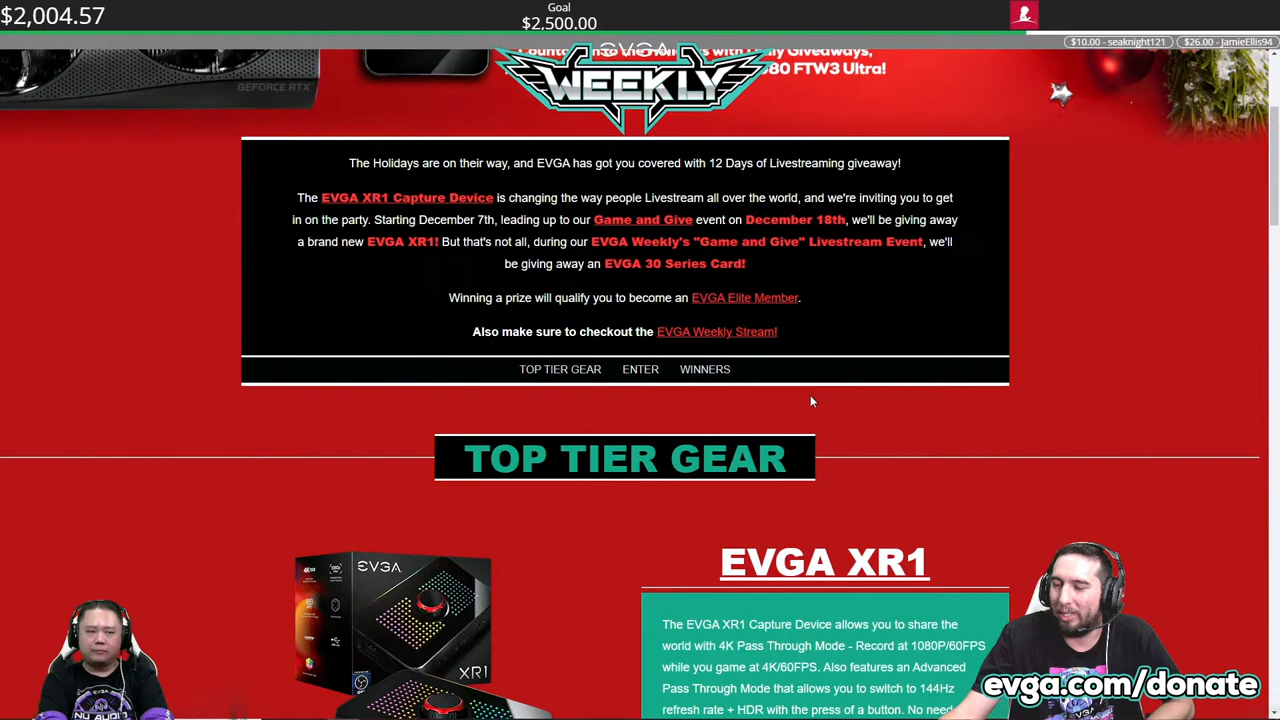 $2,004.57
Goal
$2,500.00
$10.00 - seaknight121
$26.00 - JamieEllis94
with
Giveaways,
GEFORCE RTX
EVGA
WEEKLY
80 FTW3 Ultra!
The Holidays are on their way, and EVGA has got you covered with 12 Days of Livestreaming giveaway!
The EVGA XR1 Capture Device is changing the way people Livestream all over the world, and we're inviting you to get
in on the party. Starting December 7th, leading up to our Game and Give event on December 18th, we'll be giving away
a brand new EVGA XR1! But that's not all, during our EVGA Weekly's "Game and Give" Livestream Event, we'll
be giving away an EVGA 30 Series Card!
Winning a prize will qualify you to become an EVGA Elite Member.
Also make sure to checkout the EVGA Weekly Stream!
TOP TIER GEAR ENTER WINNERS
TOP TIER GEAR
EVGA
XR1
EVGA XR1
The EVGA XR1 Capture Device allows you to share the
world with 4K Pass Through Mode - Record at 1080P/60FPS
while you game at 4K/60FPS. Also features an Advanced
Pass Through Mode that allows you to switch to 144Hz
refresh rate + HDR with the press of a button. No need
NU AUDIO
evga.com/donate